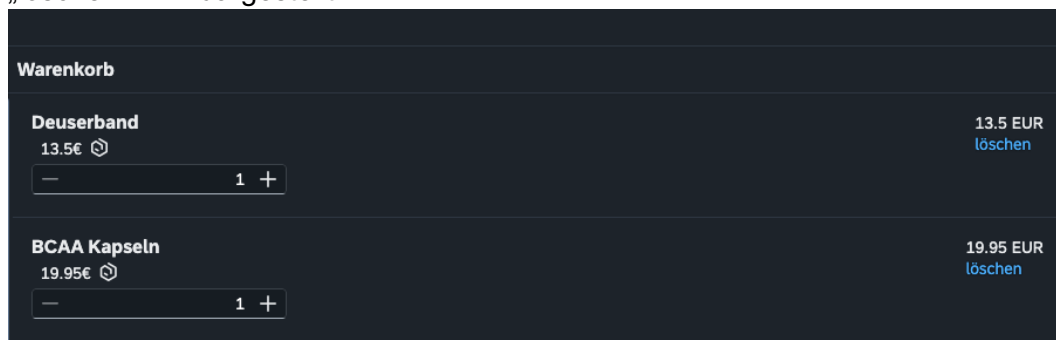 Warenkorb
Deuserband
13.5 EUR
13.5€
löschen
1
BCAA Kapseln
19.95 EUR
19.95€
löschen
1